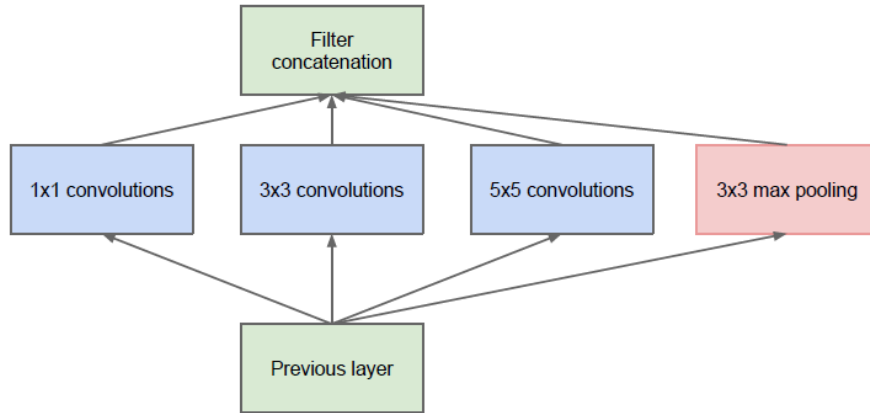 Filter
concatenation
1x1 convolutions
3x3 convolutions
5x5 convolutions
3x3 max pooling
Previous layer